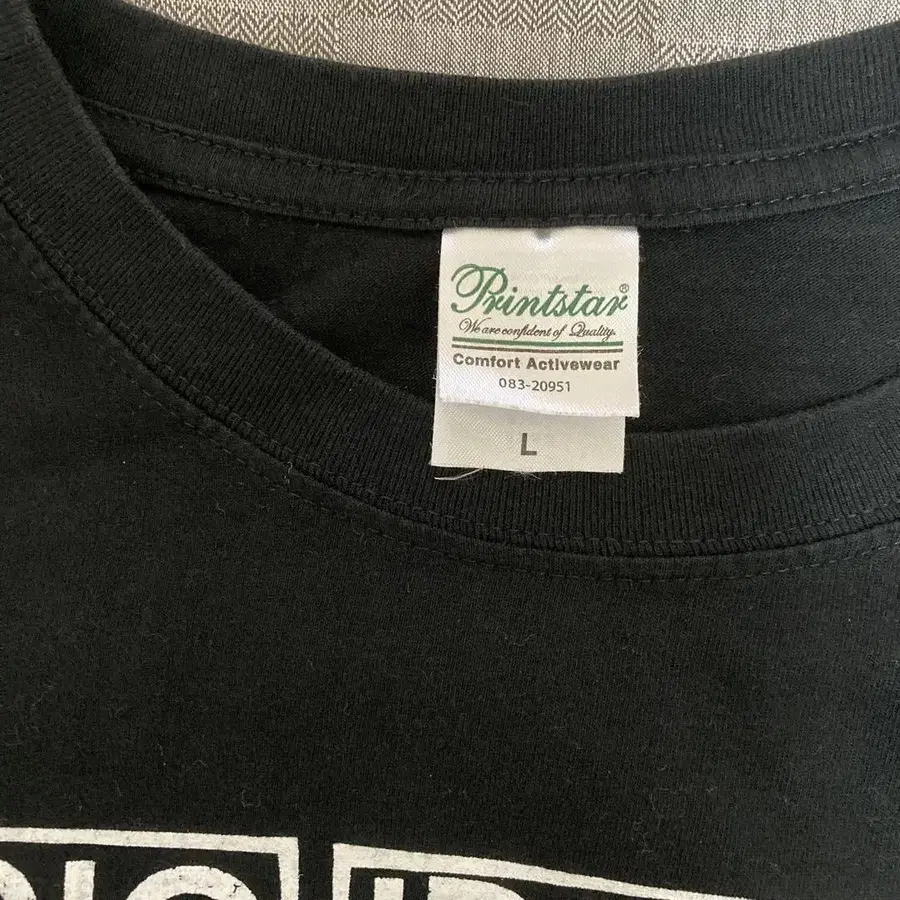 Printstar®
We are confident of Quality.
Comfort Activewear
083-20951
L